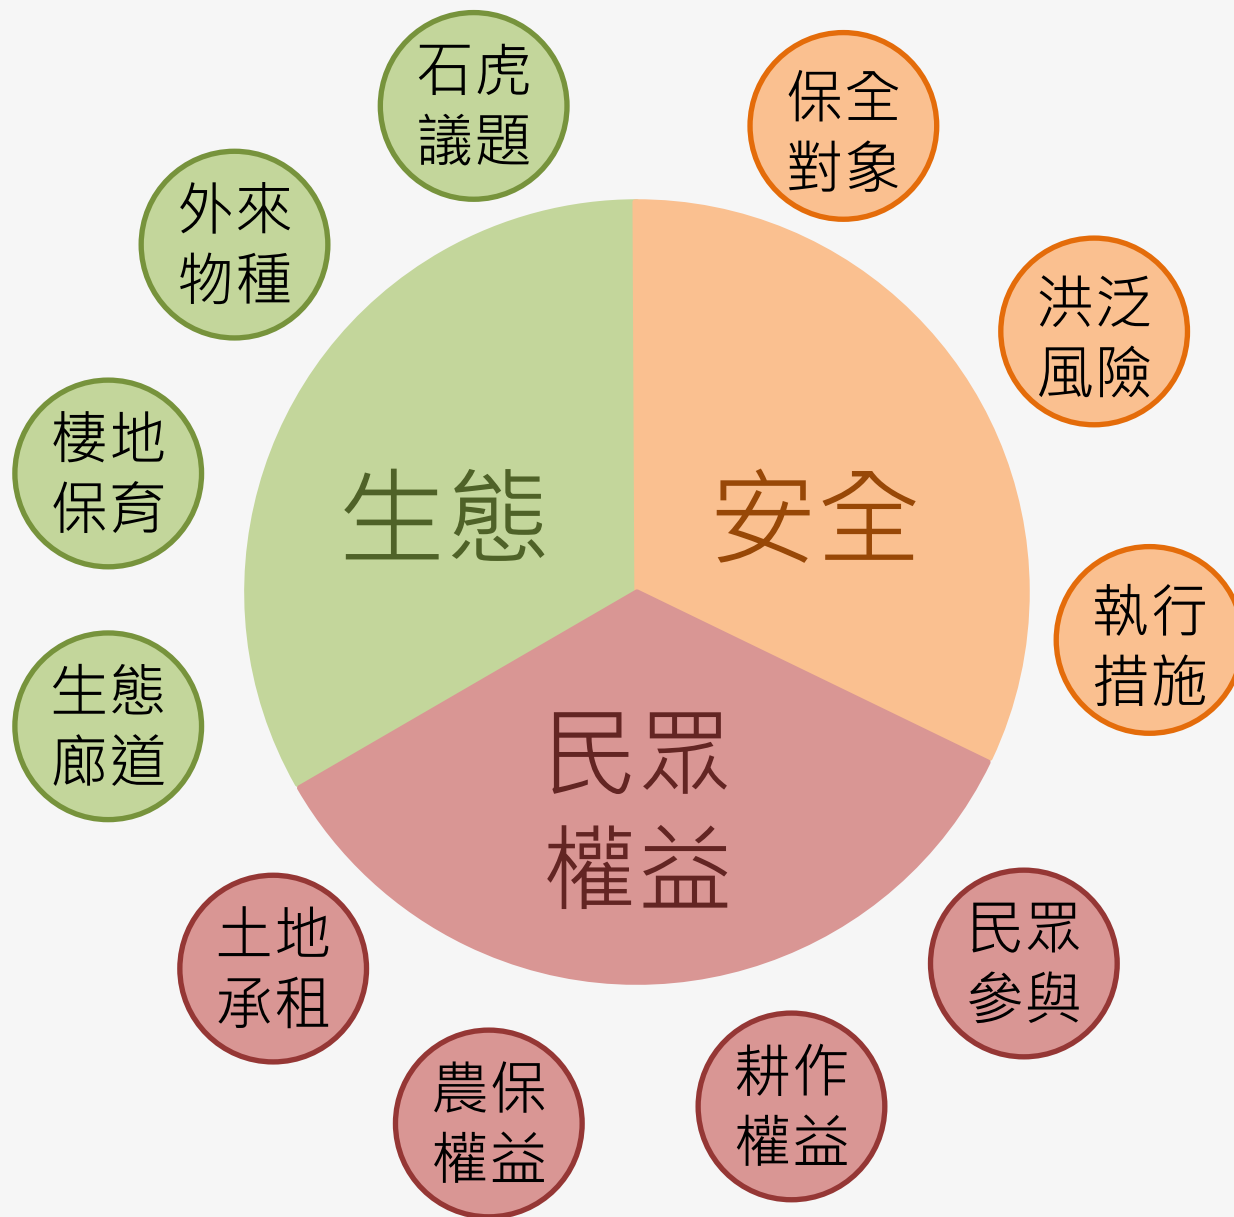 石虎
議題
保全
對象
外來
物種
洪泛
風險
棲地
保育
生態
安全
執行
措施
生態
廊道
民眾
權益
土地
承租
民眾
參與
農保
權益
耕作
權益